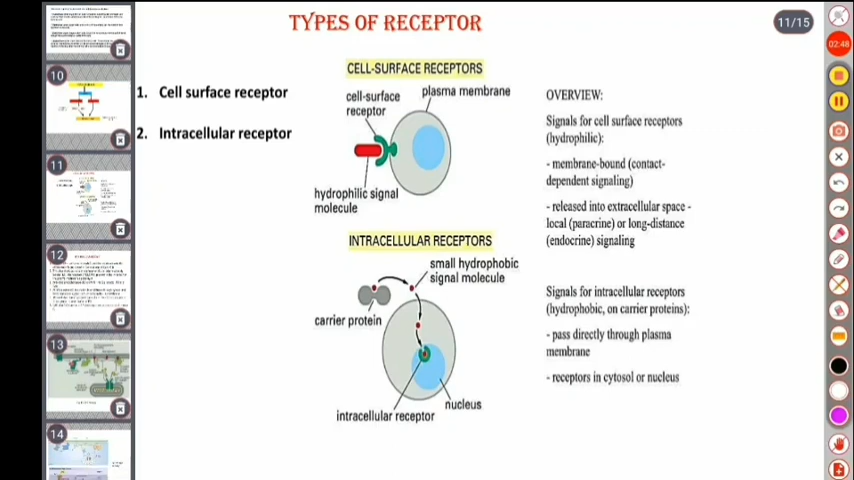 TYPES OF RECEPTOR
11/15
02:48
10
11
12
13
14
1. Cell surface receptor
2. Intracellular receptor
CELL-SURFACE RECEPTORS
cell-surface
receptor
plasma membrane
hydrophilic signal
molecule
INTRACELLULAR RECEPTORS
small hydrophobic
signal molecule
carrier protein
intracellular receptor
nucleus
OVERVIEW:
Signals for cell surface receptors
(hydrophilic):
- membrane-bound (contact-
dependent signaling)
- released into extracellular space -
local (paracrine) or long-distance
(endocrine) signaling
Signals for intracellular receptors
(hydrophobic, on carrier proteins):
- pass directly through plasma
membrane
- receptors in cytosol or nucleus